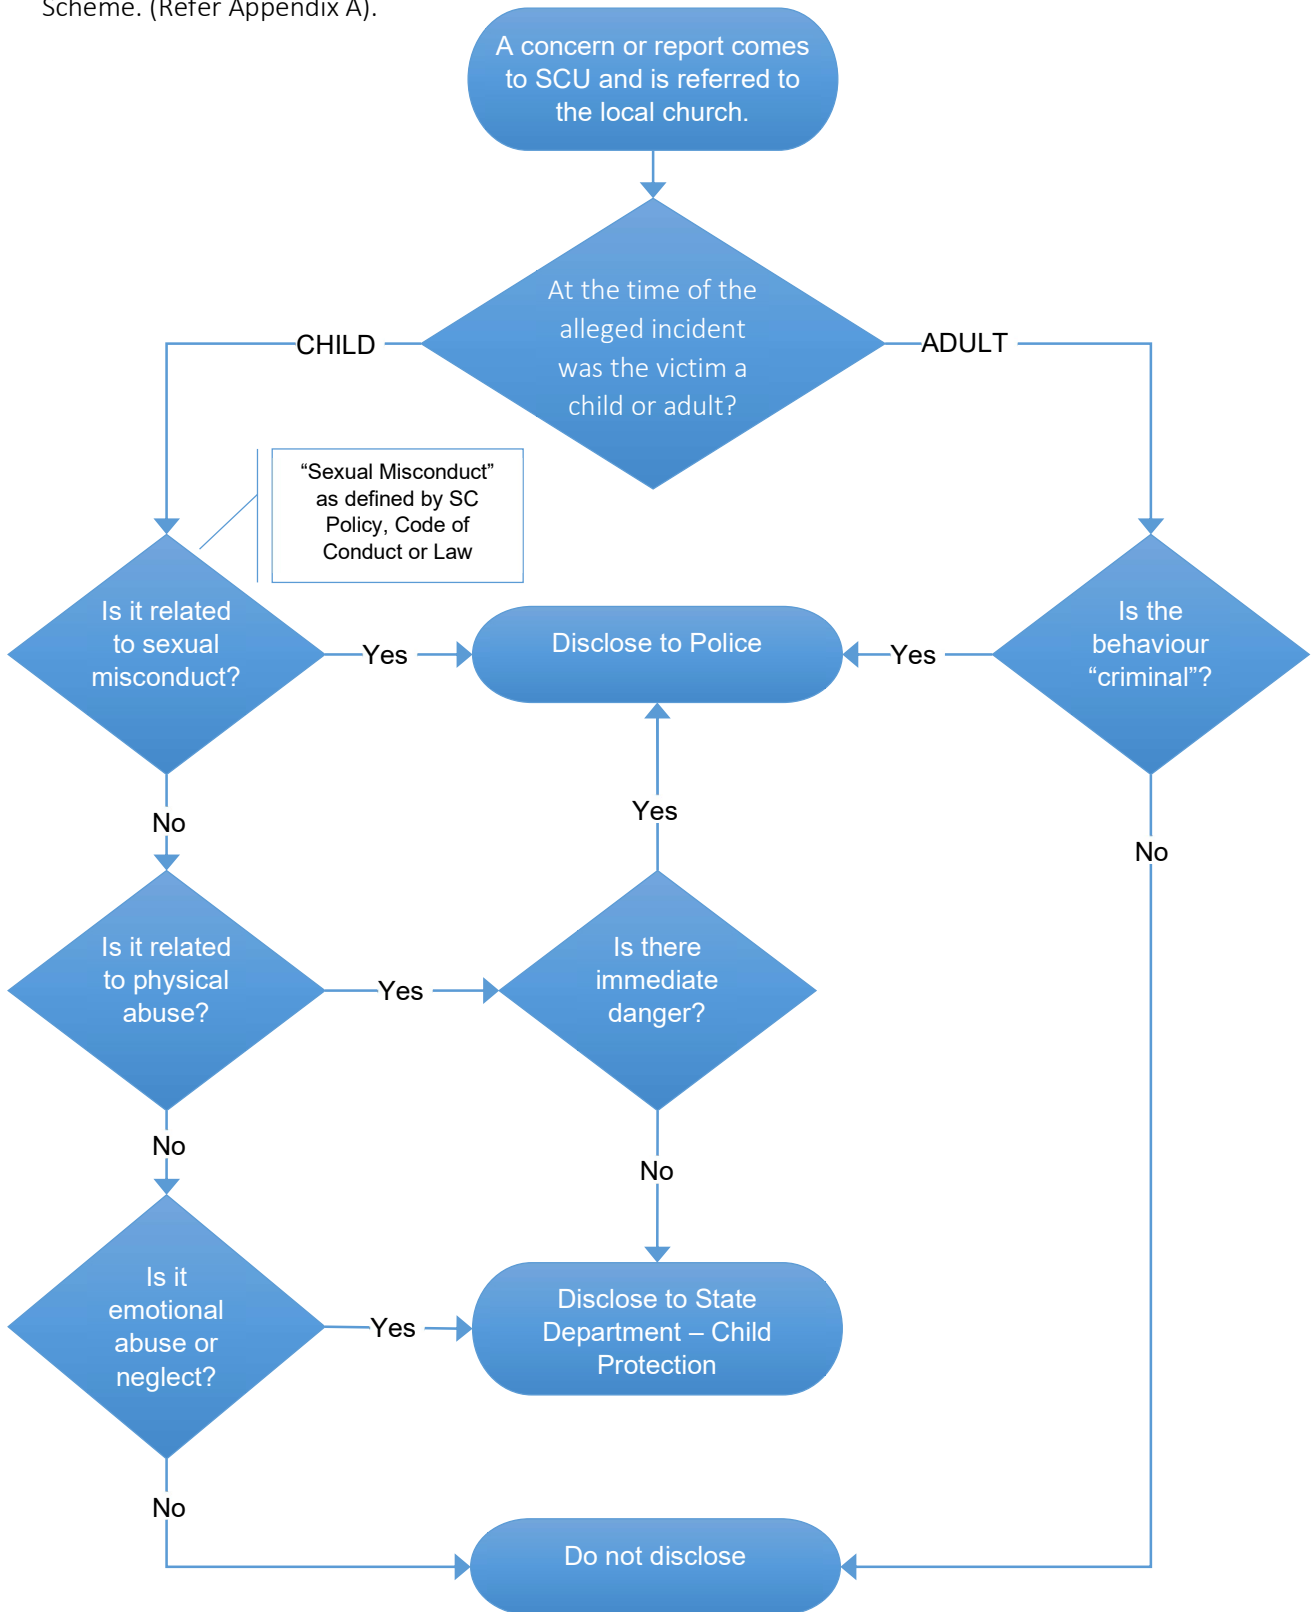 Scheme. (Refer Appendix A).
A concern or report comes
to SCU and is referred to
the local church.
At the time of the
alleged incident
was the victim a
child or adult?
CHILD
ADULT
“Sexual Misconduct”
as defined by SC
Policy, Code of
Conduct or Law
Is it related
to sexual
misconduct?
Yes
Disclose to Police
Yes
Is the
behaviour
“criminal”?
No
Yes
No
Is it related
to physical
abuse?
Yes
Is there
immediate
danger?
No
No
Is it
emotional
abuse or
neglect?
Yes
Disclose to State
Department – Child
Protection
No
Do not disclose